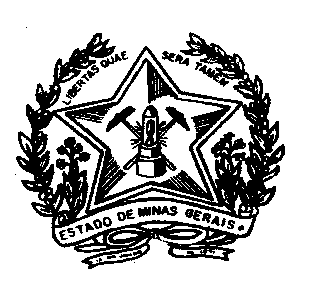 LIBERTAS QUAE SERA TAMEN
ESTADO DE MINAS GERAIS